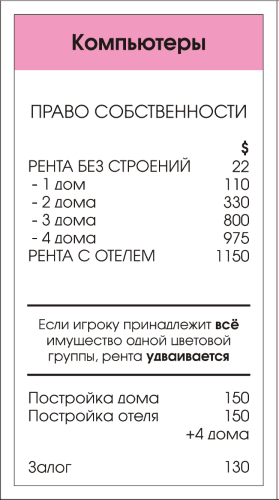 Компьютеры
ПРАВО СОБСТВЕННОСТИ
$
РЕНТА БЕЗ СТРОЕНИЙ 22
- 1 дом 110
- 2 дома 330
- 3 дома 800
- 4 дома 975
РЕНТА С ОТЕЛЕМ 1150
Если игроку принадлежит всё
имущество одной цветовой
группы, рента удваивается
Постройка дома 150
Постройка отеля 150
+4 дома
Залог 130